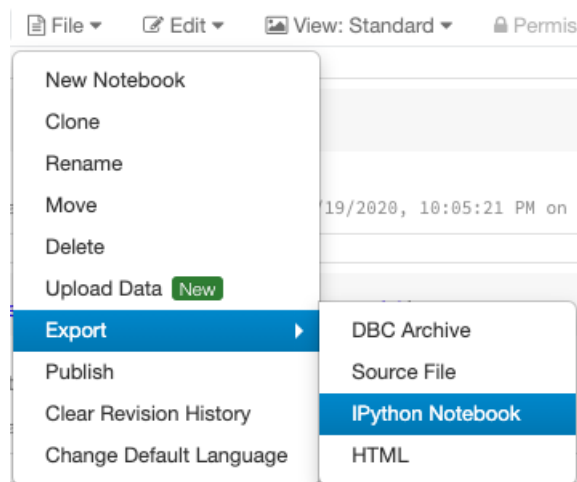 File Edit View: Standard Permis
New Notebook
Clone
Rename
Move
/19/2020, 10:05:21 PM on
Delete
Upload Data New
Export
DBC Archive
Publish
Source File
Clear Revision History
IPython Notebook
Change Default Language
HTML